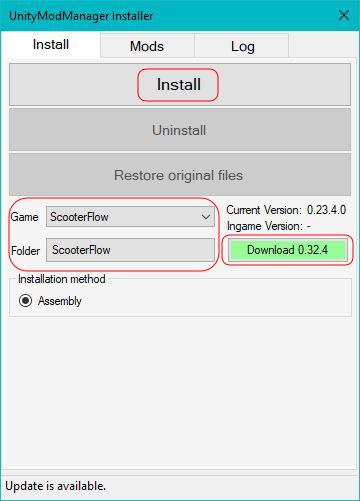 UnityModManager Installer
Install Mods Log
Install
Uninstall
Restore original files
Game ScooterFlow
Current Version: 0.23.4.0
Ingame Version: -
Folder ScooterFlow
Download 0.32.4
Installation method
Assembly
Update is available.